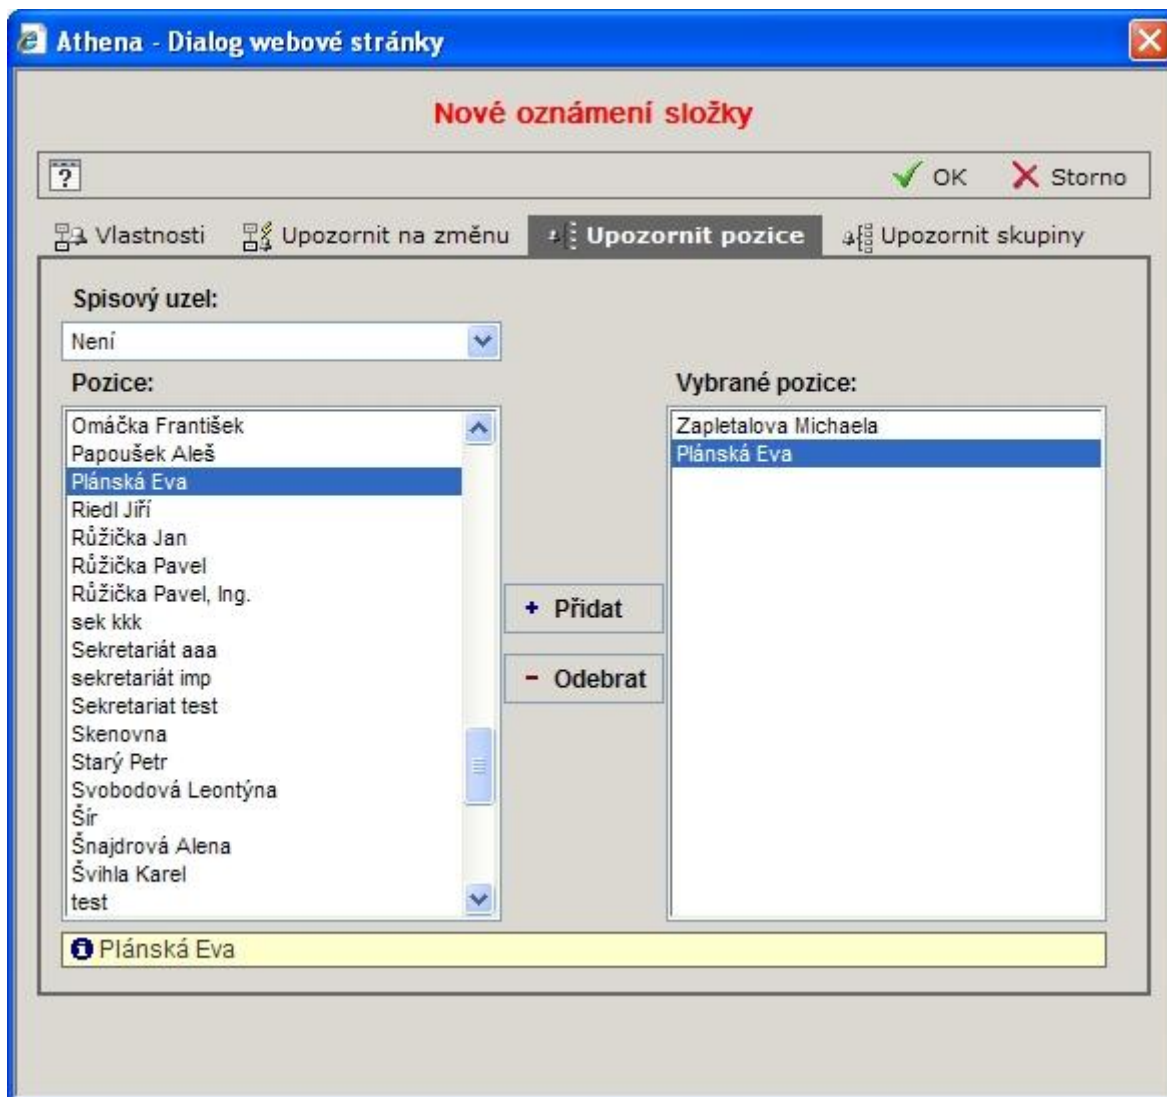 Athena - Dialog webové stránky
Nové oznámení složky
? OK Storno
Vlastnosti Upozornit na změnu Upozornit pozice Upozornit skupiny
Spisový uzel:
Není
Pozice:
Omáčka František
Papoušek Aleš
Plánská Eva
Riedl Jiří
Růžička Jan
Růžička Pavel
Růžička Pavel, Ing.
sek kkk
Sekretariát aaa
sekretariát imp
Sekretariat test
Skenovna
Starý Petr
Svobodová Leontýna
Šír
Šnajdrová Alena
Švihla Karel
test
+ Přidat
- Odebrat
Vybrané pozice:
Zapletalova Michaela
Plánská Eva
Plánská Eva